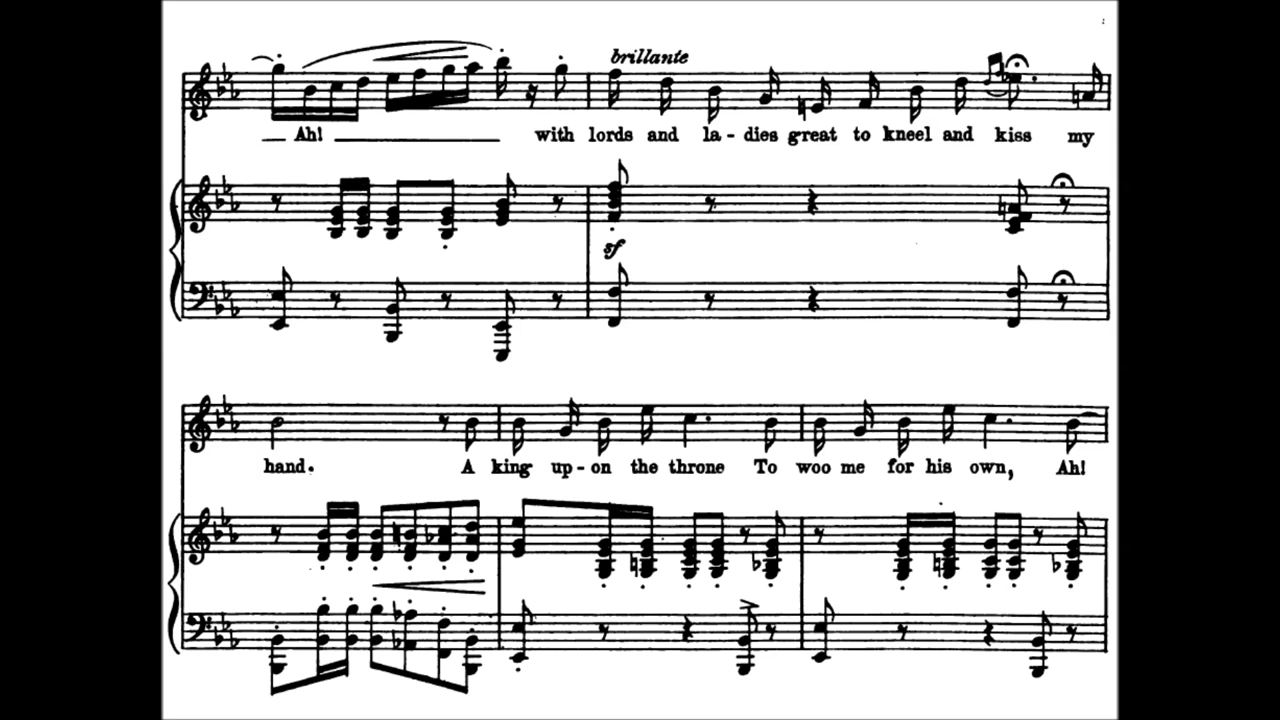 brillante
Ah! with lords and la-dies great to kneel and kiss my
sf
hand. A king up-on the throne To woo me for his own, Ah!